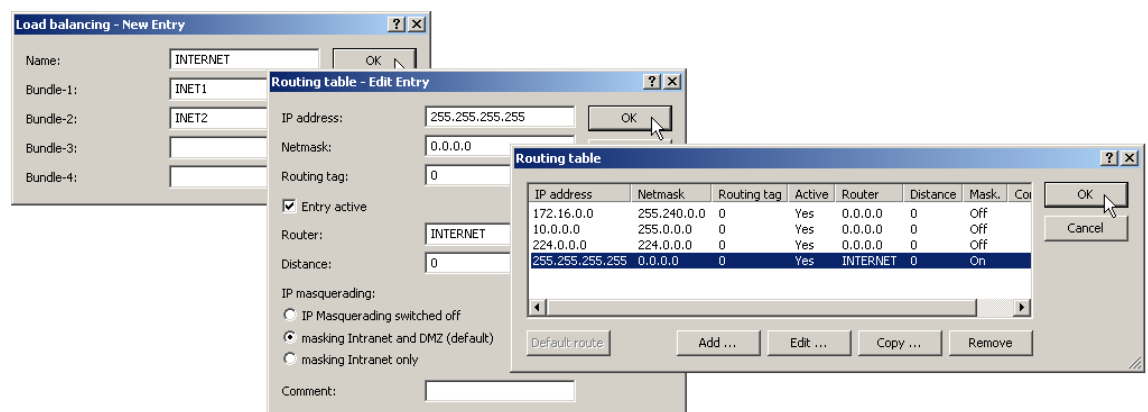 Load balancing - New Entry
Name: INTERNET OK
Bundle-1: INET1
Bundle-2: INET2
Bundle-3:
Bundle-4:
Routing table - Edit Entry
IP address: 255.255.255.255 OK
Netmask: 0.0.0.0
Routing tag: 0
Entry active
Router: INTERNET
Distance: 0
IP masquerading:
IP Masquerading switched off
masking Intranet and DMZ (default)
masking Intranet only
Comment:
Routing table
IP address Netmask Routing tag Active Router Distance Mask. OK
172.16.0.0 255.240.0.0 0 Yes 0.0.0.0 0 Off
10.0.0.0 255.0.0.0 0 Yes 0.0.0.0 0 Off Cancel
224.0.0.0 224.0.0.0 0 Yes 0.0.0.0 0 Off
255.255.255.255 0.0.0.0 0 Yes INTERNET 0 On
Default route Add ... Edit ... Copy ... Remove